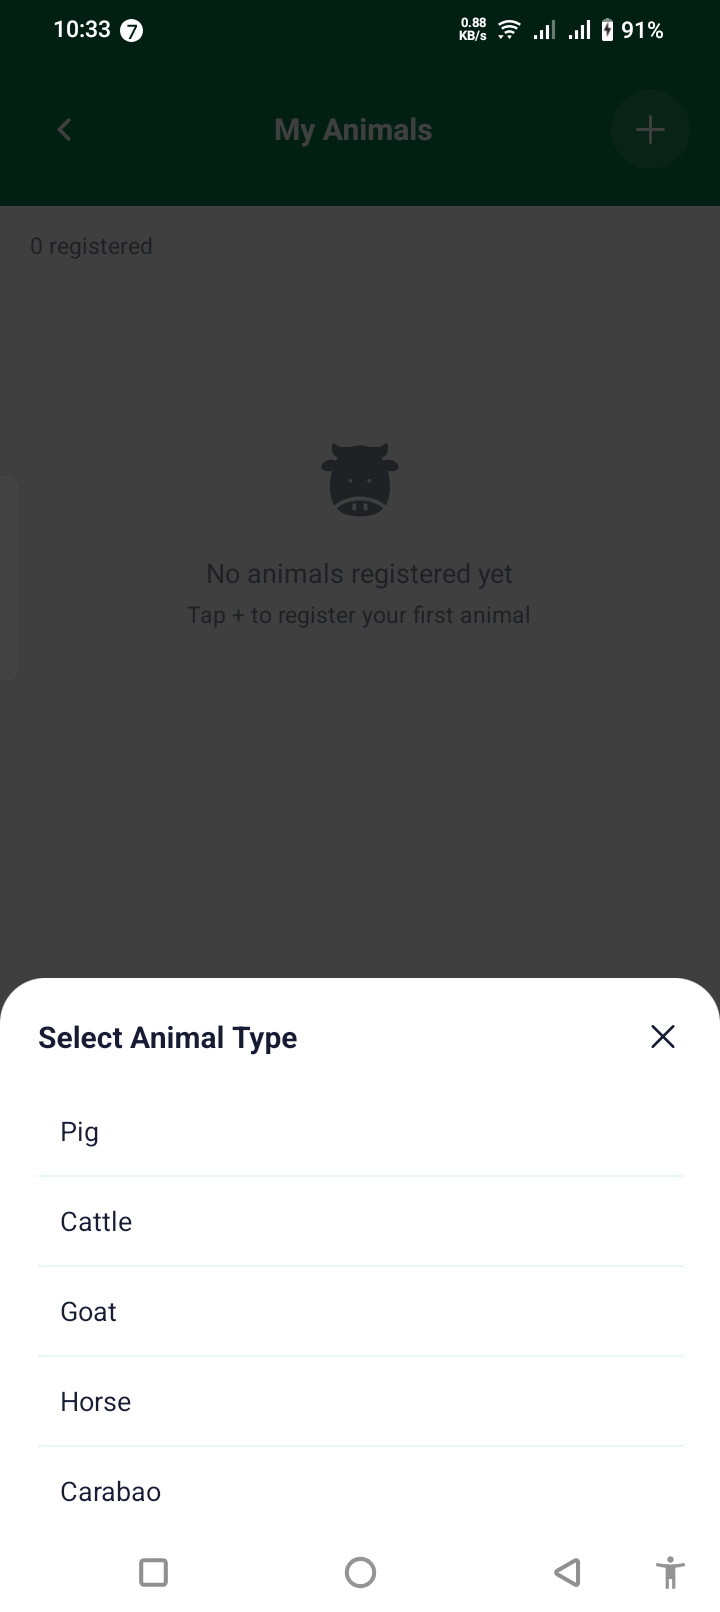 10:33 7 0.88 KB/s 91%
My Animals
0 registered
No animals registered yet
Tap + to register your first animal
Select Animal Type
Pig
Cattle
Goat
Horse
Carabao